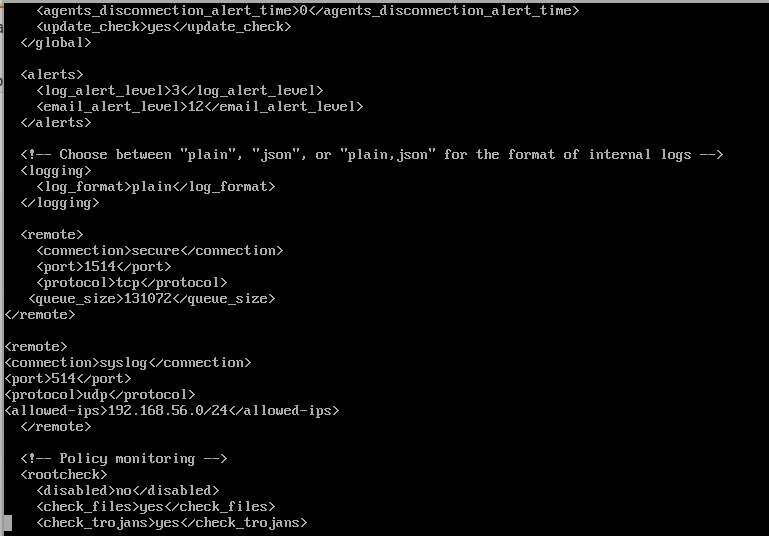 <agents_disconnection_alert_time>0</agents_disconnection_alert_time>
<update_check>yes</update_check>
</global>
<alerts>
<log_alert_level>3</log_alert_level>
<email_alert_level>12</email_alert_level>
</alerts>
<!-- Choose between "plain", "json", or "plain,json" for the format of internal logs -->
<logging>
<log_format>plain</log_format>
</logging>
<remote>
<connection>secure</connection>
<port>1514</port>
<protocol>tcp</protocol>
<queue_size>131072</queue_size>
</remote>
<remote>
<connection>syslog</connection>
<port>514</port>
<protocol>udp</protocol>
<allowed-ips>192.168.56.0/24</allowed-ips>
</remote>
<!-- Policy monitoring -->
<rootcheck>
<disabled>no</disabled>
<check_files>yes</check_files>
<check_trojans>yes</check_trojans>